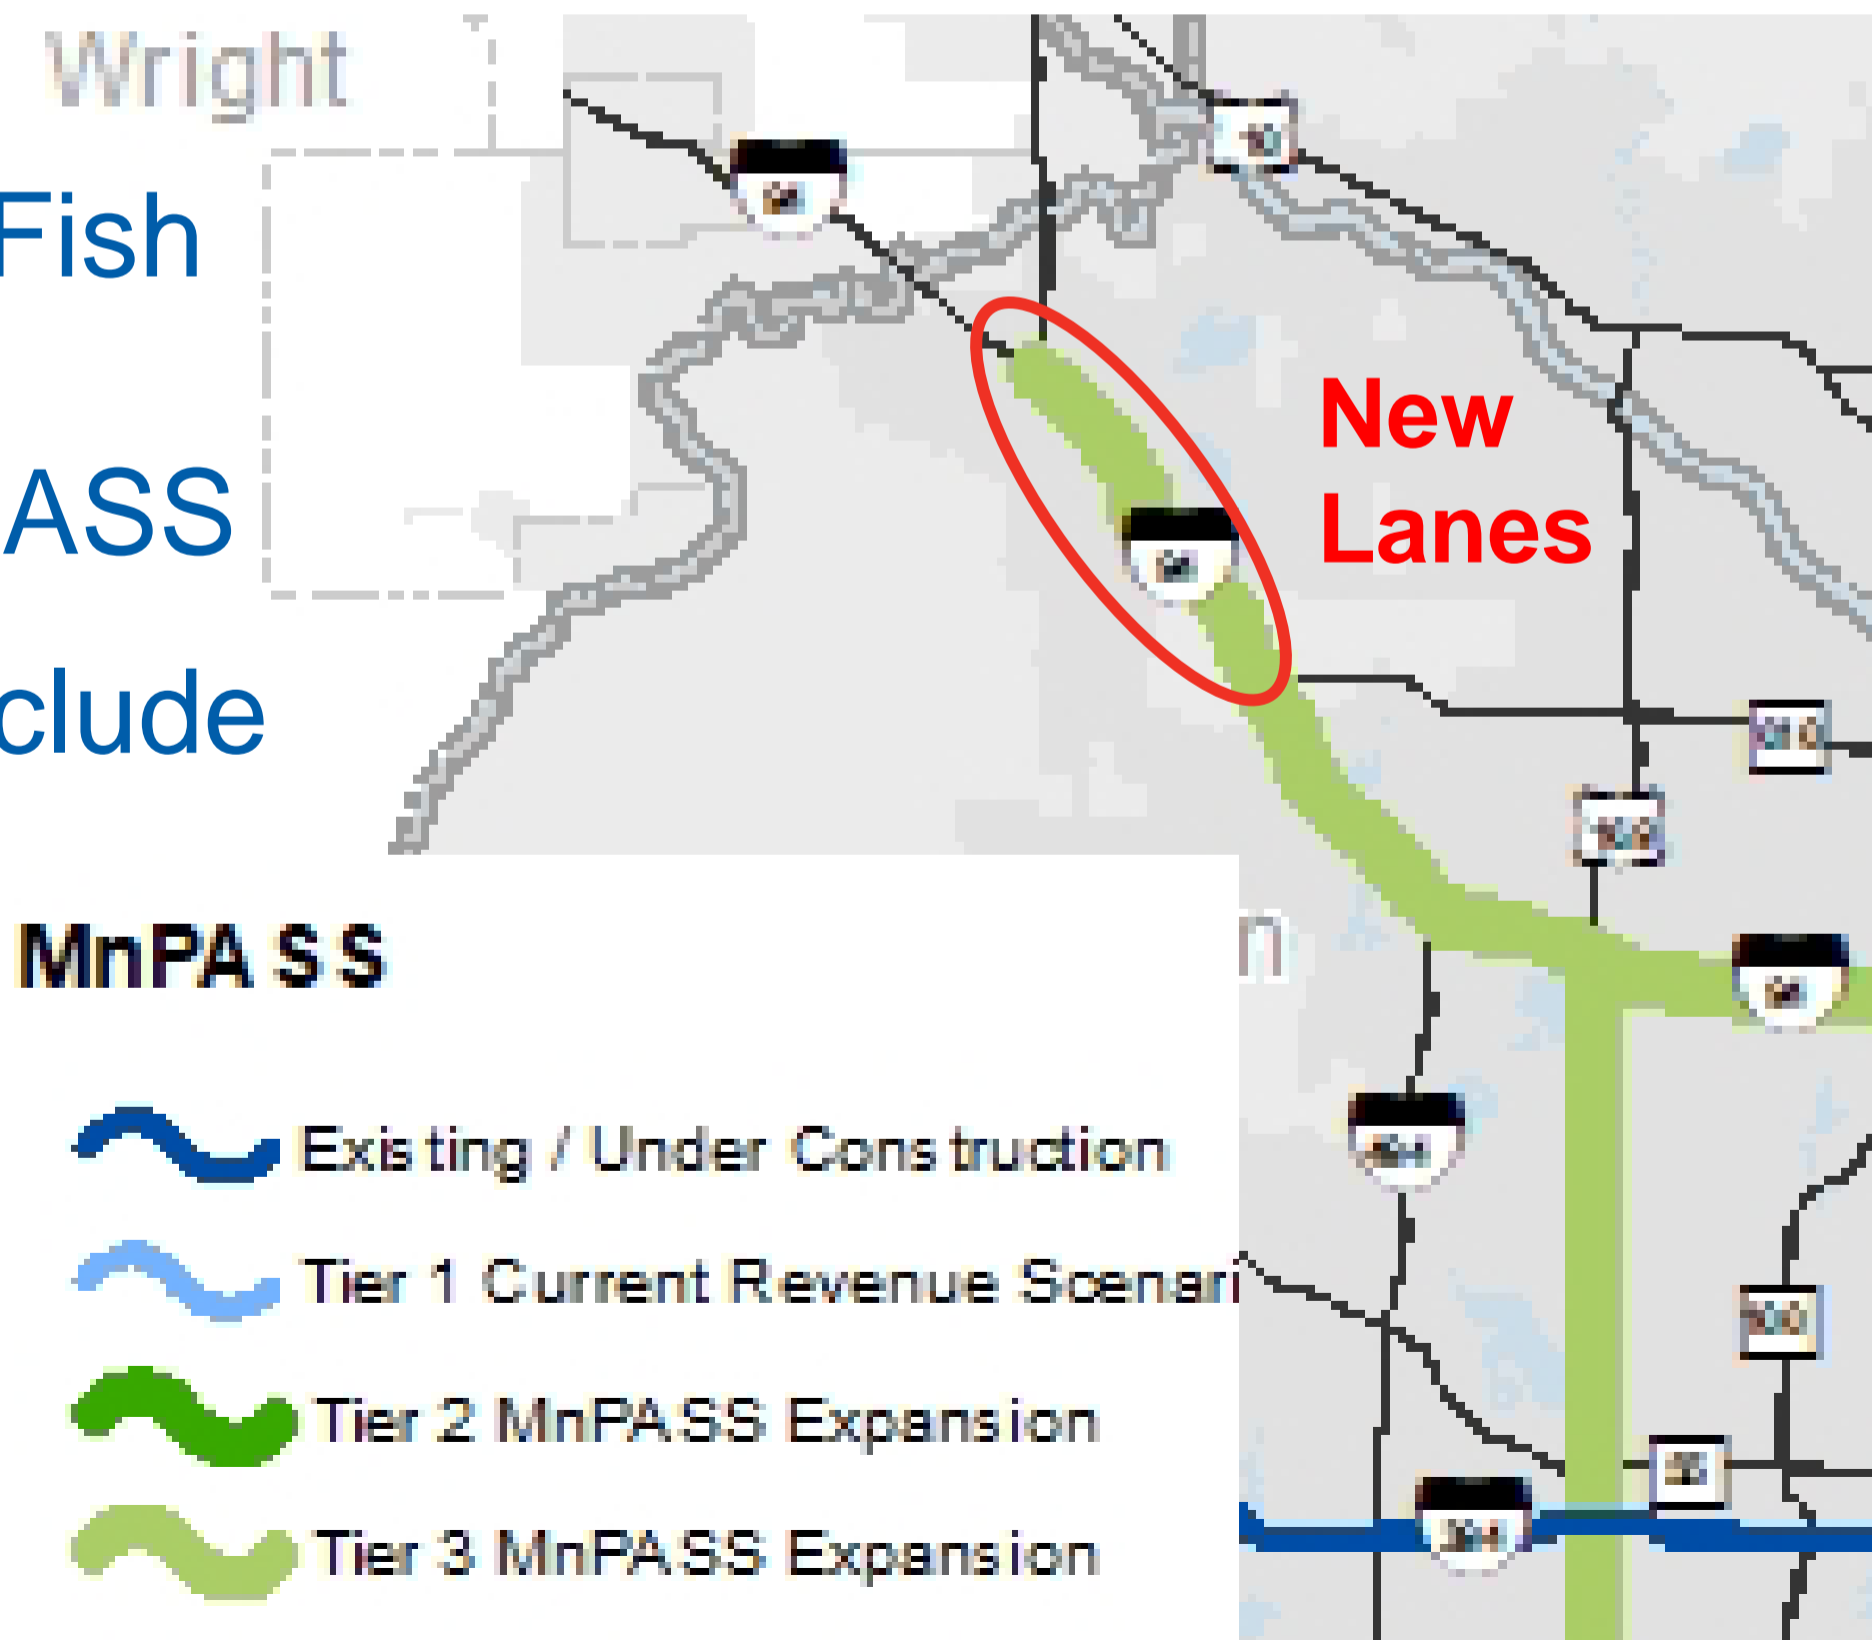 Wright
Fish
New
Lanes
ASS
clude
n
MnPASS
Existing / Under Construction
Tier 1 Current Revenue Scenari
Tier 2 MnPASS Expansion
Tier 3 MnPASS Expansion